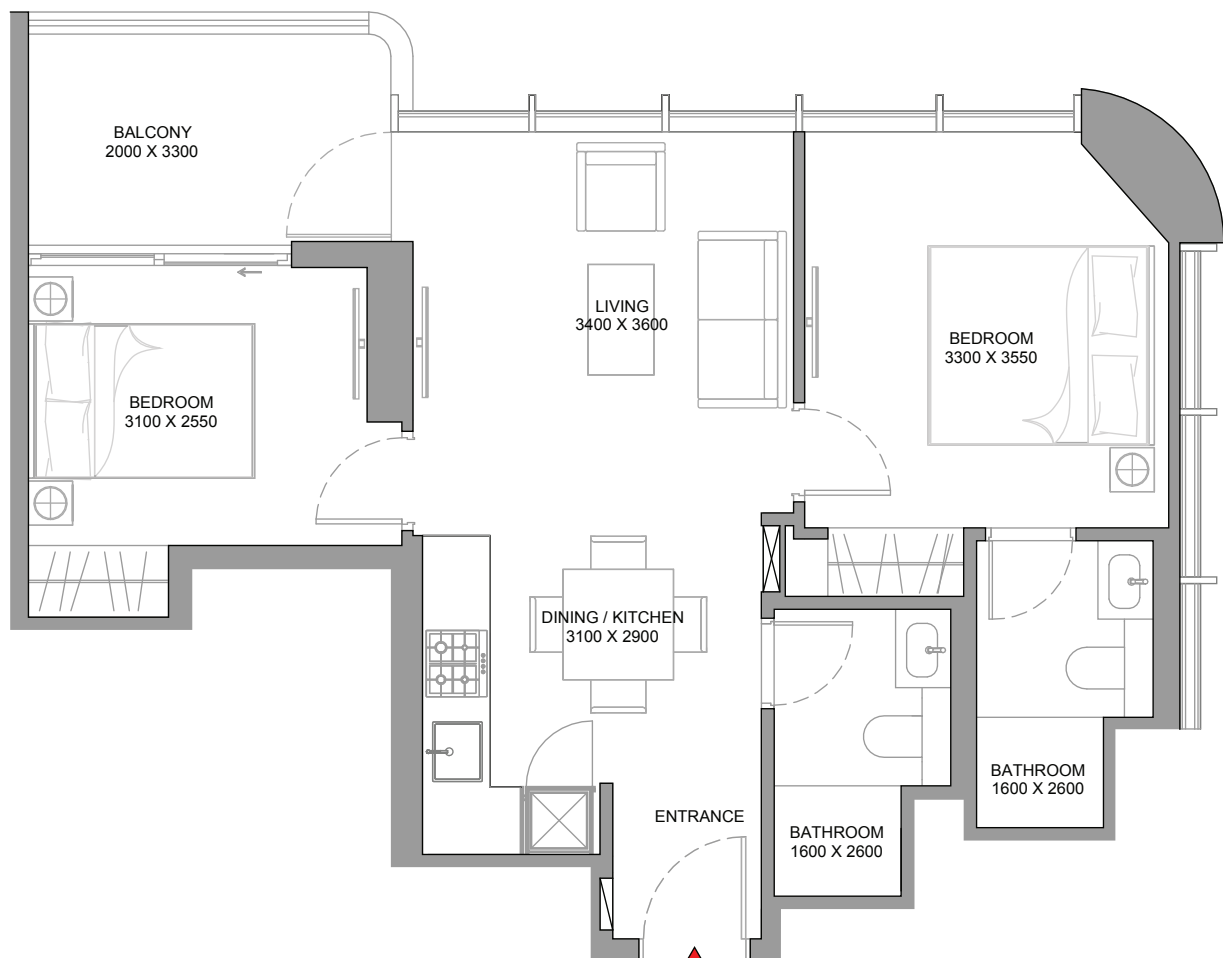 BALCONY
2000 X 3300
LIVING
3400 X 3600
BEDROOM
3300 X 3550
BEDROOM
3100 X 2550
DINING / KITCHEN
3100 X 2900
BATHROOM
1600 X 2600
ENTRANCE
BATHROOM
1600 X 2600